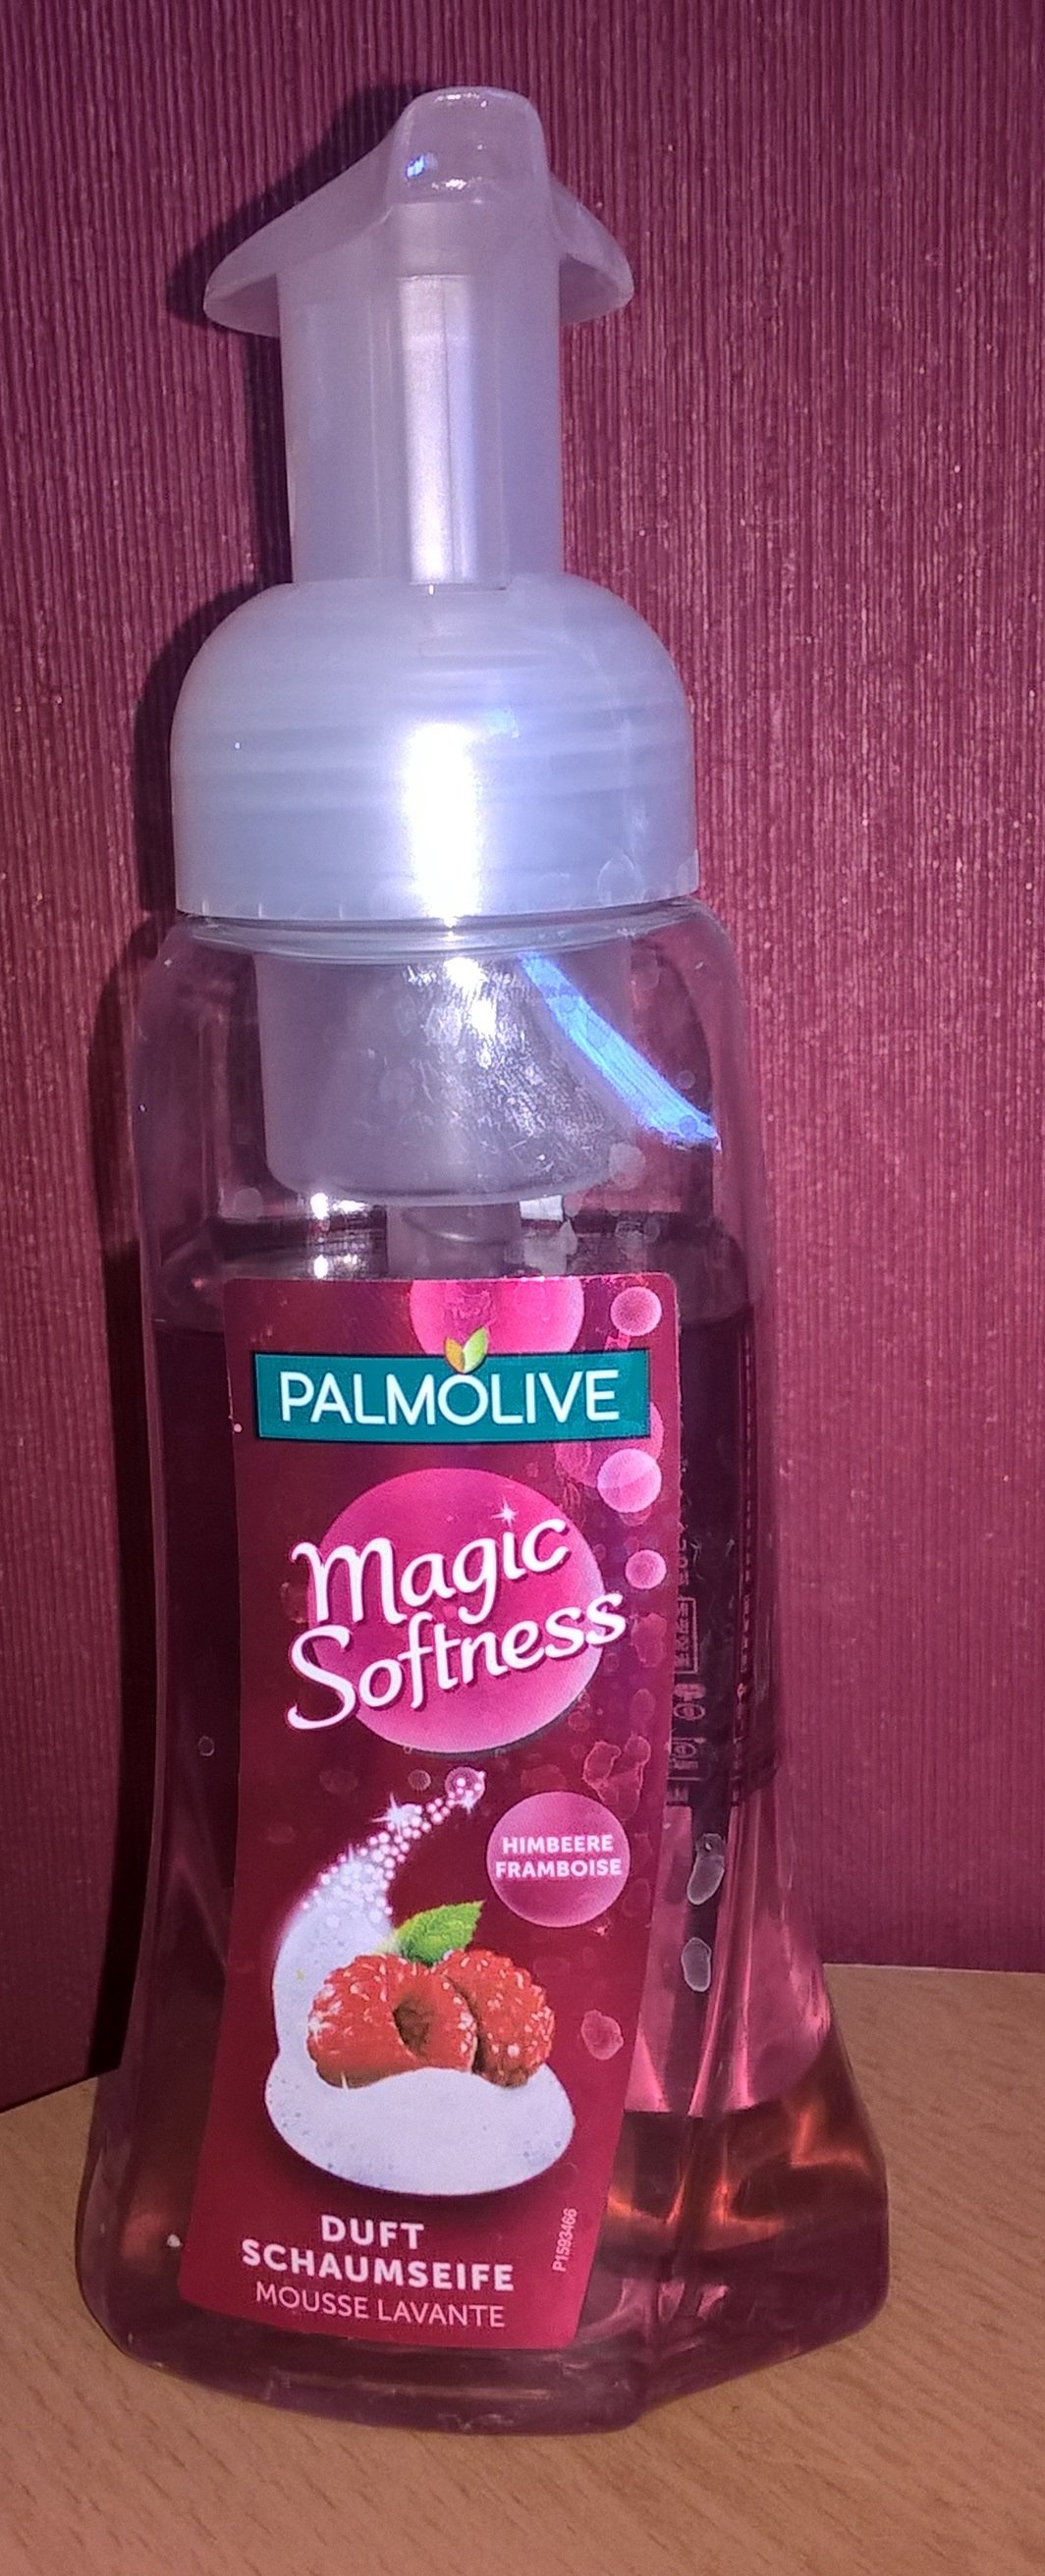 PALMOLIVE
Magic
Softness
HIMBEERE
FRAMBOISE
DUFT
SCHAUMSEIFE
MOUSSE LAVANTE
P1593466